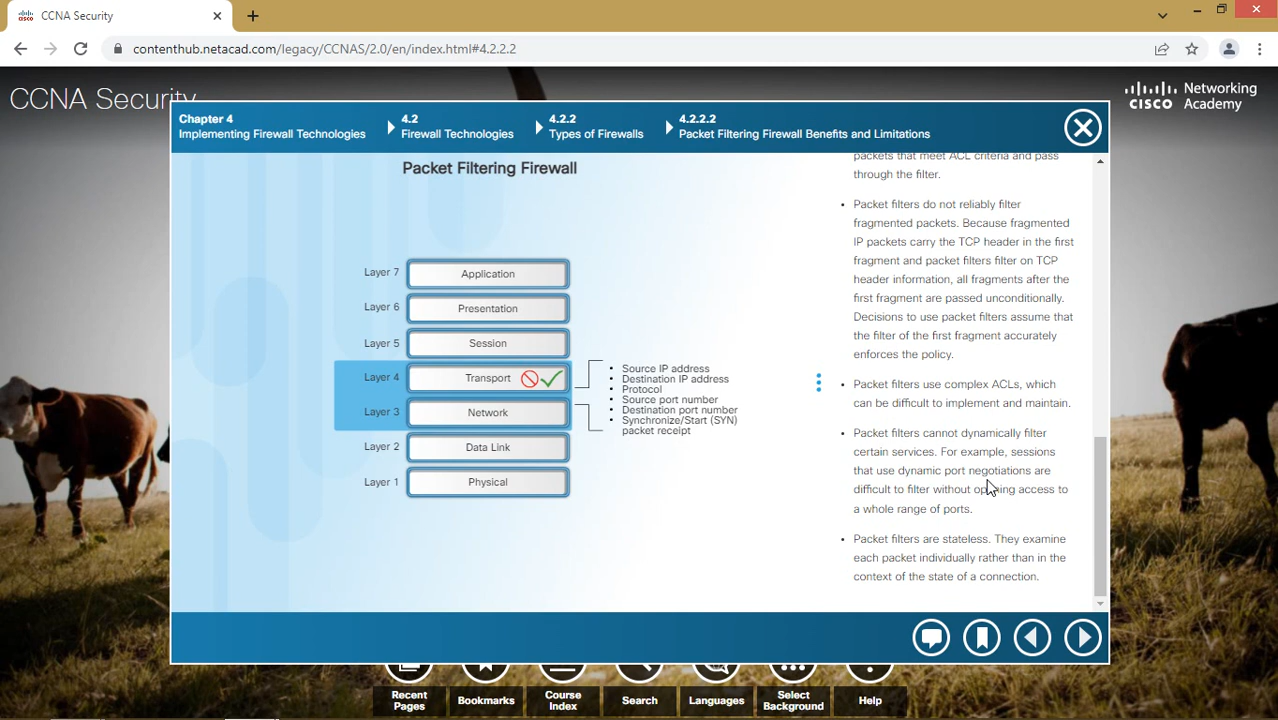 CCNA Security
contenthub.netacad.com/legacy/CCNAS/2.0/en/index.html#4.2.2.2
CCNA Security
Networking
CISCO Academy
Chapter 4
Implementing Firewall Technologies
4.2
Firewall Technologies
4.2.2
Types of Firewalls
4.2.2.2
Packet Filtering Firewall Benefits and Limitations
Packet Filtering Firewall
Layer 7 Application
Layer 6 Presentation
Layer 5 Session
Layer 4 Transport
Layer 3 Network
Layer 2 Data Link
Layer 1 Physical
• Source IP address
• Destination IP address
• Protocol
• Source port number
• Destination port number
• Synchronize/Start (SYN)
packet receipt
packets that meet ACL criteria and pass
through the filter.
• Packet filters do not reliably filter
fragmented packets. Because fragmented
IP packets carry the TCP header in the first
fragment and packet filters filter on TCP
header information, all fragments after the
first fragment are passed unconditionally.
Decisions to use packet filters assume that
the filter of the first fragment accurately
enforces the policy.
• Packet filters use complex ACLs, which
can be difficult to implement and maintain.
• Packet filters cannot dynamically filter
certain services. For example, sessions
that use dynamic port negotiations are
difficult to filter without opening access to
a whole range of ports.
• Packet filters are stateless. They examine
each packet individually rather than in the
context of the state of a connection.
Recent
Pages
Bookmarks
Course
Index
Search
Languages
Select
Background
Help